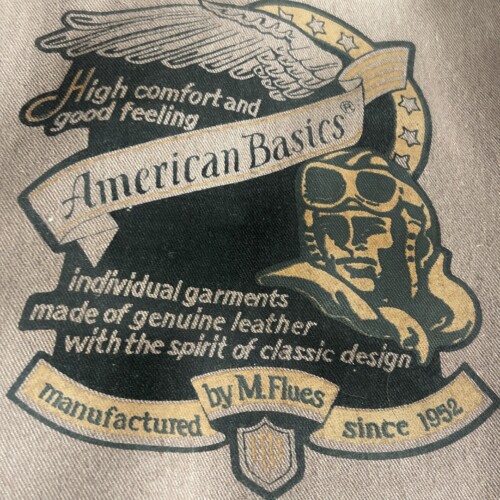 High comfort and
good feeling
American Basics®
individual garments
made of genuine leather
with the spirit of classic design
manufactured by M.Flues since 1952